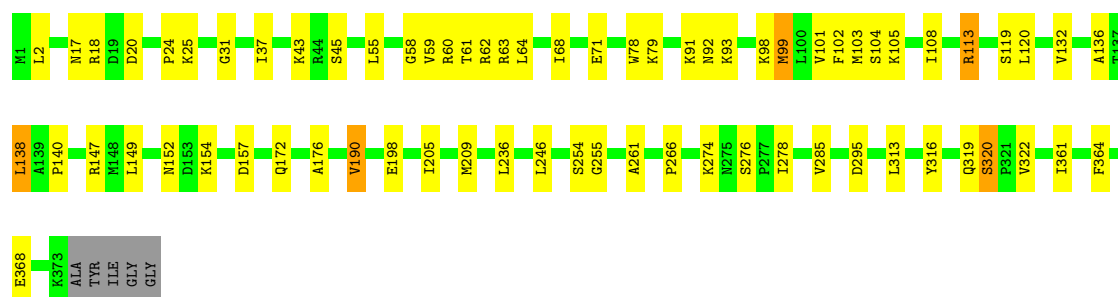 M1 L2 N17 R18 D19 D20 P24 K25 G31 I37 K43 R44 S45 L55 G58 V59 R60 T61 R62 R63 L64 I68 E71 W78 K79 K91 N92 K93 K98 M99 L100 V101 F102 M103 S104 K105 I108 R113 S119 L120 V132 A136 T137
L138 A139 P140 R147 M148 L149 N152 D153 K154 D157 Q172 A176 V190 E198 I205 M209 L236 L246 S254 G255 A261 P266 K274 N275 S276 P277 I278 V285 D295 L313 Y316 Q319 S320 P321 V322 I361 F364
E368 K373 ALA TYR ILE GLY GLY